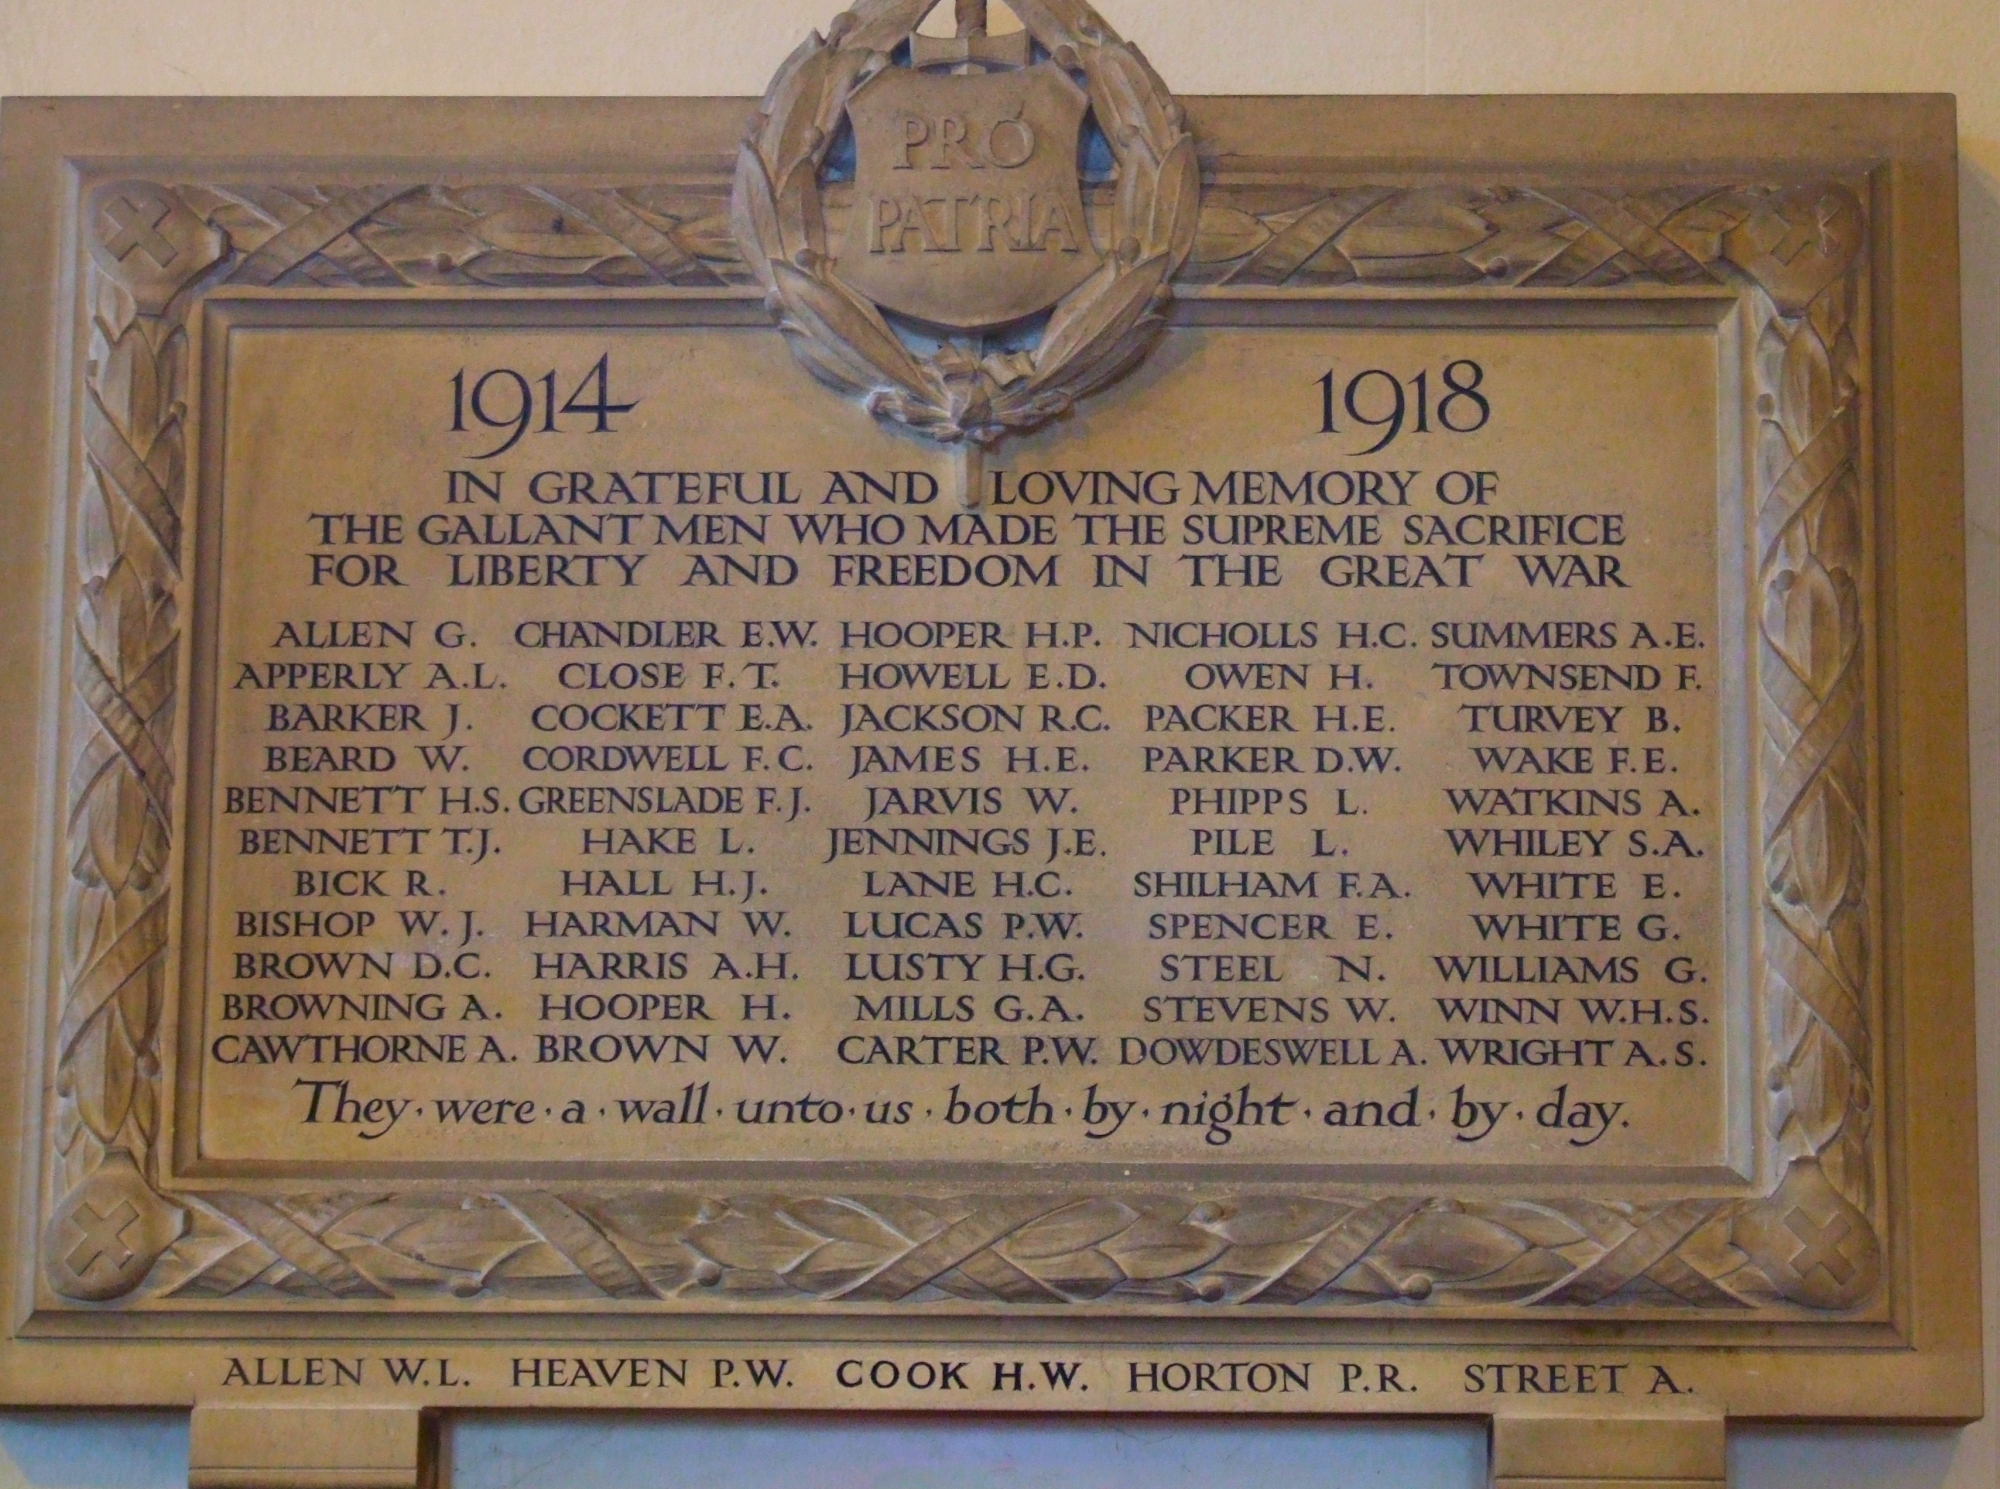 PRO
PATRIA
1914 1918
IN GRATEFUL AND LOVING MEMORY OF
THE GALLANT MEN WHO MADE THE SUPREME SACRIFICE
FOR LIBERTY AND FREEDOM IN THE GREAT WAR
ALLEN G. CHANDLER E.W. HOOPER H.P. NICHOLLS H.C. SUMMERS A.E.
APPERLY A.L. CLOSE F.T. HOWELL E.D. OWEN H. TOWNSEND F.
BARKER J. COCKETT E.A. JACKSON R.C. PACKER H.E. TURVEY B.
BEARD W. CORDWELL F.C. JAMES H.E. PARKER D.W. WAKE F.E.
BENNETT H.S. GREENSLADE F.J. JARVIS W. PHIPPS L. WATKINS A.
BENNETT T.J. HAKE L. JENNINGS J.E. PILE L. WHILEY S.A.
BICK R. HALL H.J. LANE H.C. SHILHAM F.A. WHITE E.
BISHOP W.J. HARMAN W. LUCAS P.W. SPENCER E. WHITE G.
BROWN D.C. HARRIS A.H. LUSTY H.G. STEEL N. WILLIAMS G.
BROWNING A. HOOPER H. MILLS G.A. STEVENS W. WINN W.H.S.
CAWTHORNE A. BROWN W. CARTER P.W. DOWDESWELL A. WRIGHT A.S.
They · were · a · wall · unto · us · both · by · night · and · by · day.
ALLEN W.L. HEAVEN P.W. COOK H.W. HORTON P.R. STREET A.